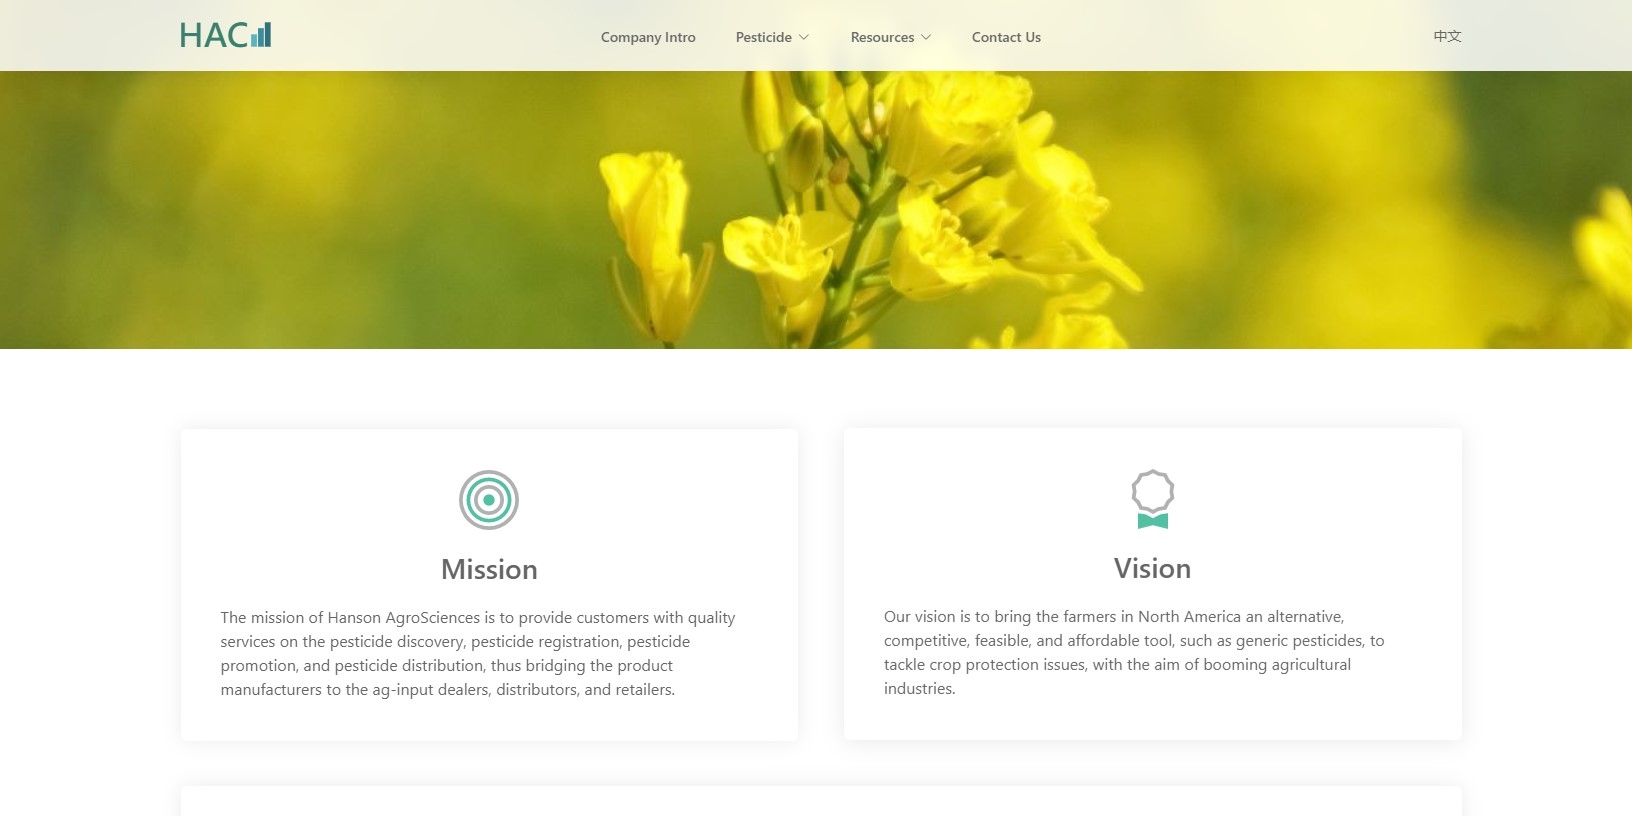 HAC
Company Intro
Pesticide
Resources
Contact Us
中文
Mission
The mission of Hanson AgroSciences is to provide customers with quality
services on the pesticide discovery, pesticide registration, pesticide
promotion, and pesticide distribution, thus bridging the product
manufacturers to the ag-input dealers, distributors, and retailers.
Vision
Our vision is to bring the farmers in North America an alternative,
competitive, feasible, and affordable tool, such as generic pesticides, to
tackle crop protection issues, with the aim of booming agricultural
industries.